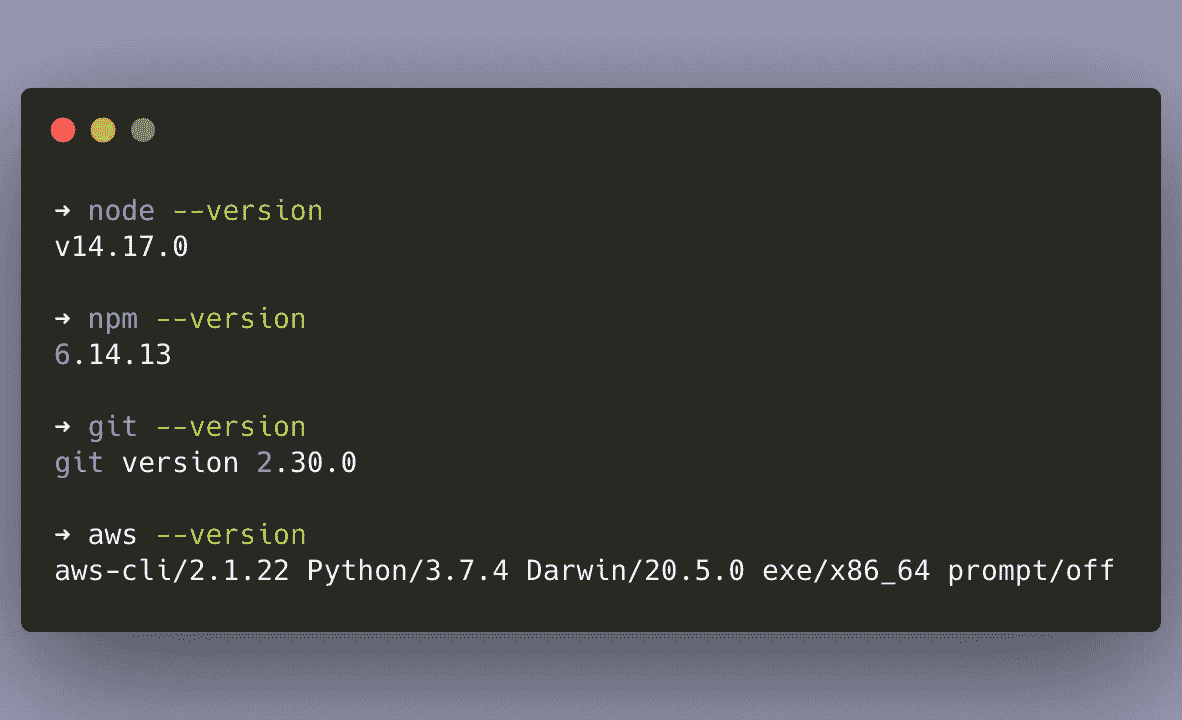 ➜ node --version
v14.17.0
➜ npm --version
6.14.13
➜ git --version
git version 2.30.0
➜ aws --version
aws-cli/2.1.22 Python/3.7.4 Darwin/20.5.0 exe/x86_64 prompt/off